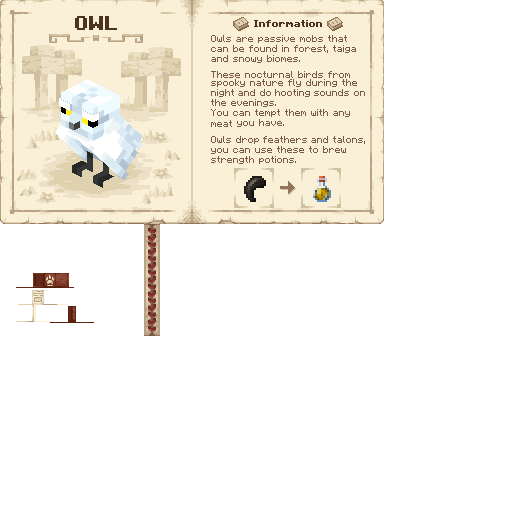 OWL
Information
Owls are passive mobs that
can be found in forest, taiga
and snowy biomes.
These nocturnal birds from
spooky nature fly during the
night and do hooting sounds on
the evenings.
You can tempt them with any
meat you have.
Owls drop feathers and talons,
you can use these to brew
strength potions.